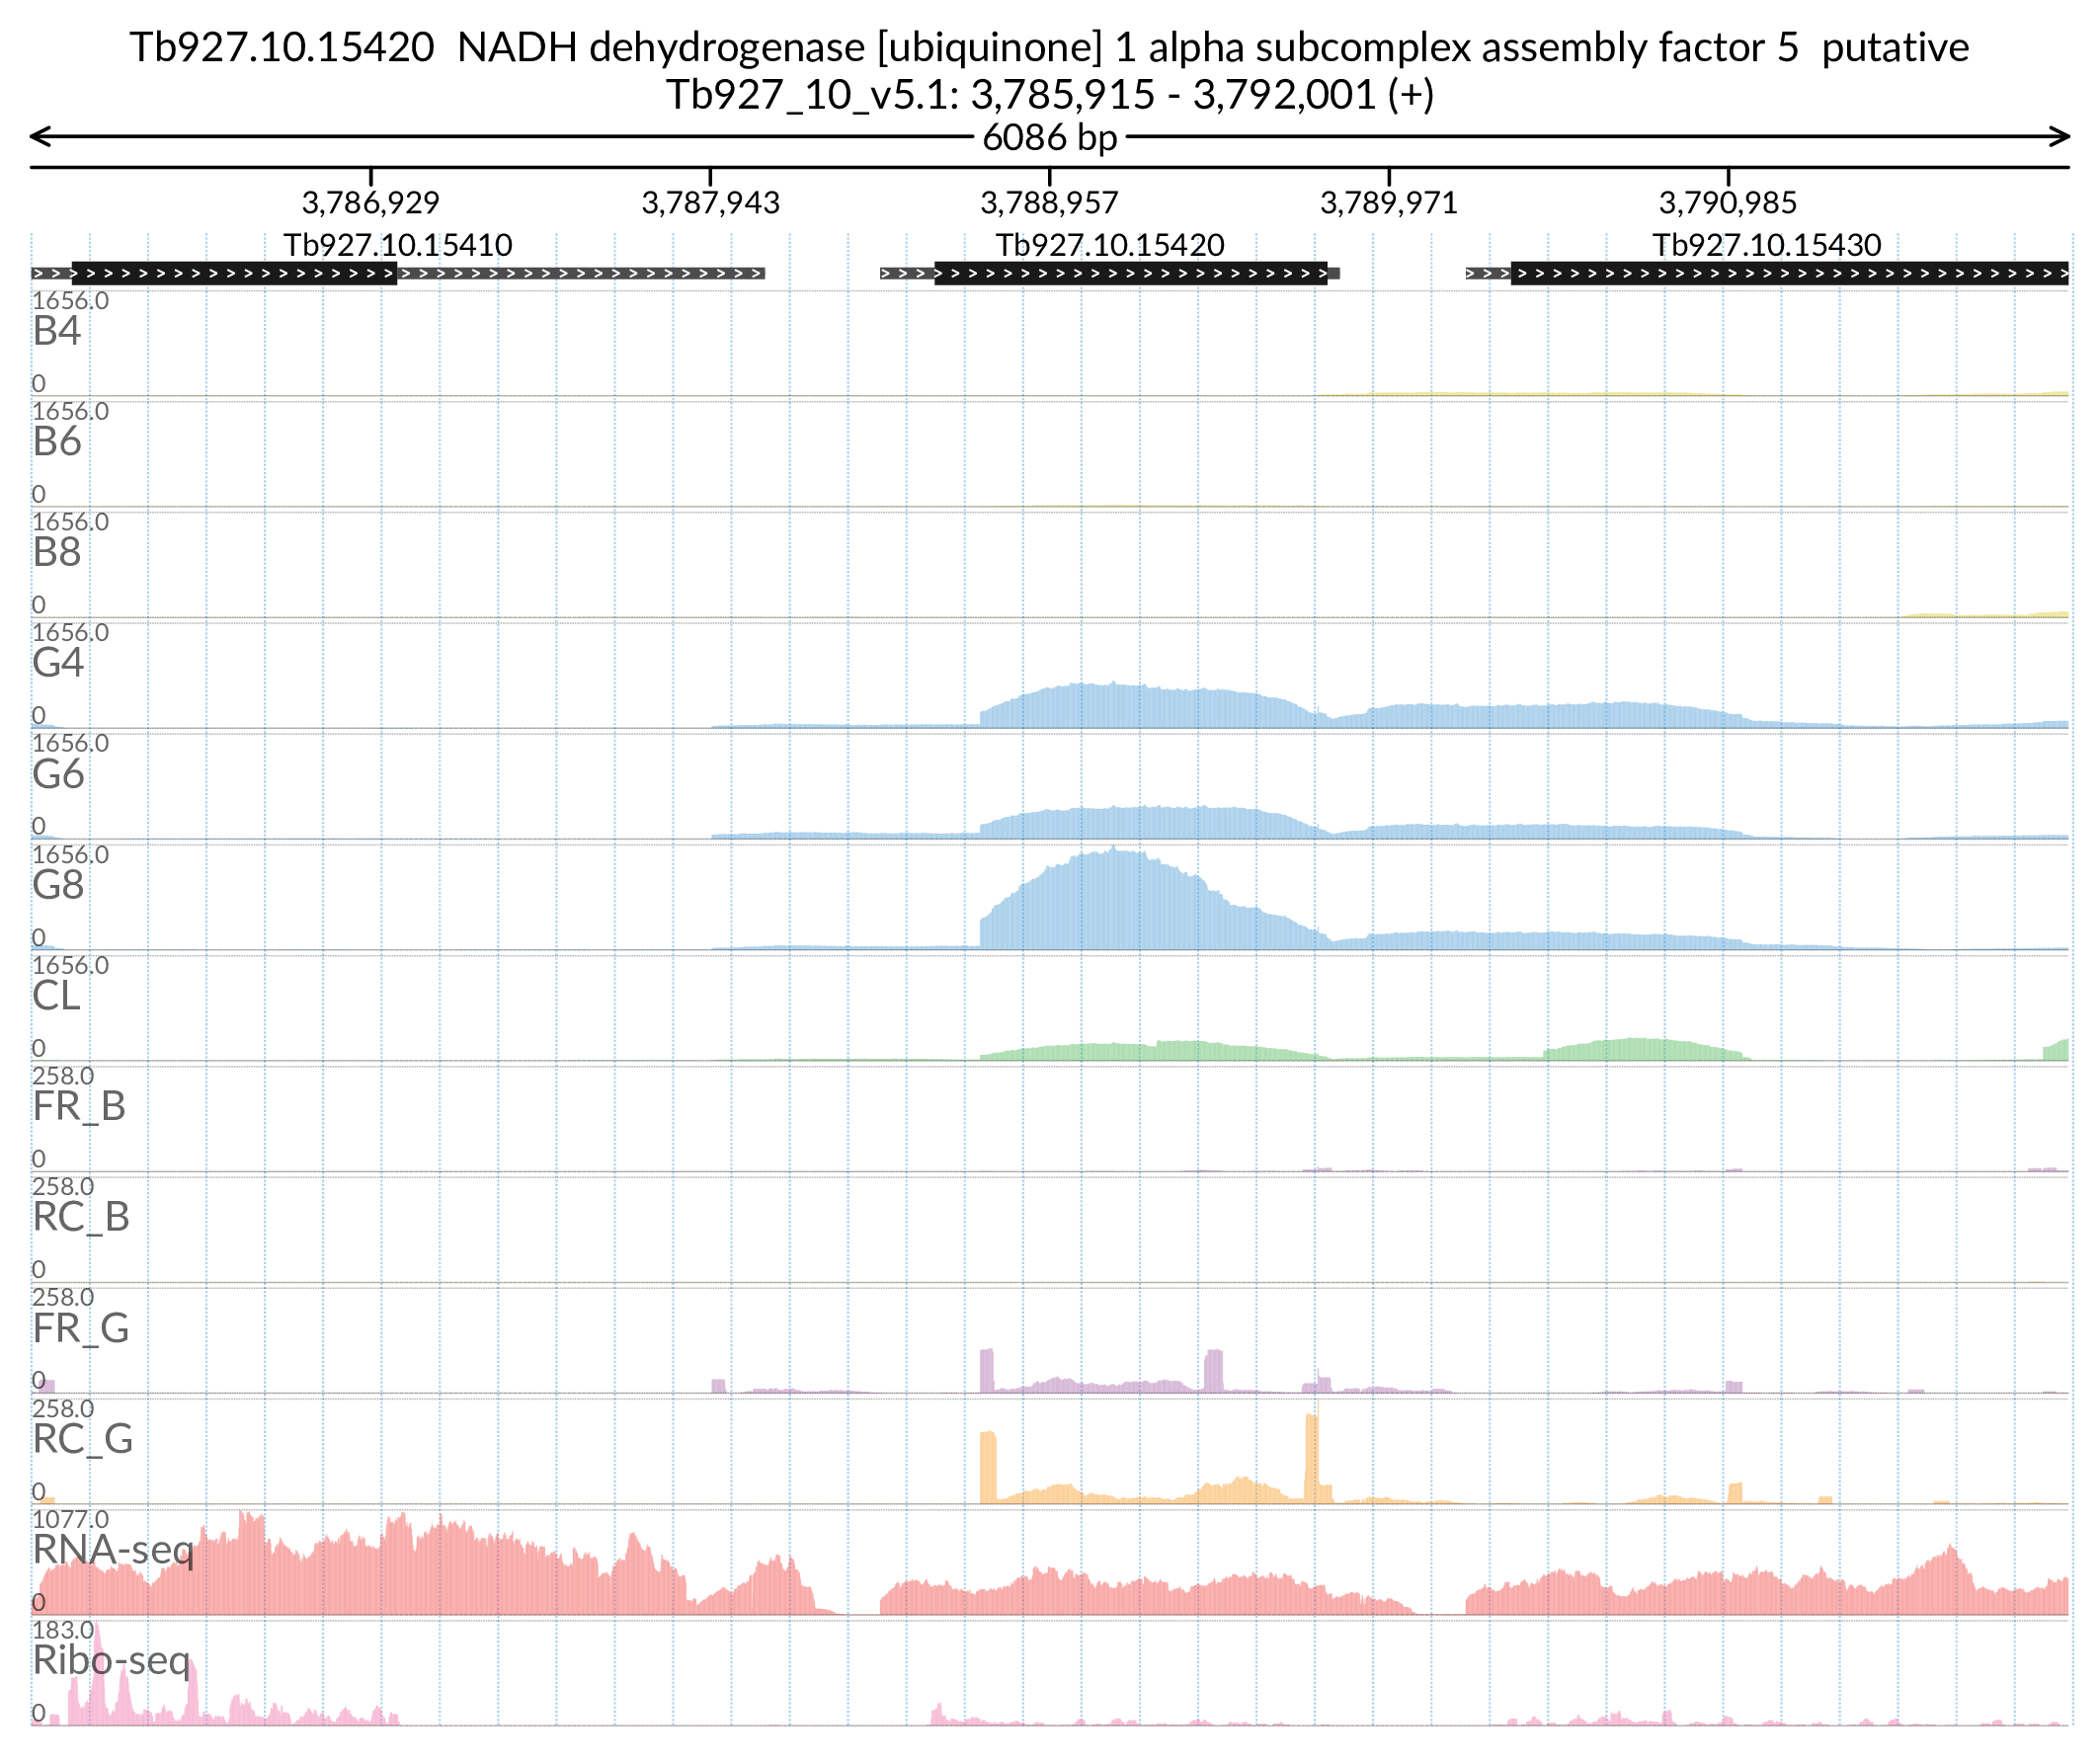 Tb927.10.15420  NADH dehydrogenase [ubiquinone] 1 alpha subcomplex assembly factor 5  putative
Tb927_10_v5.1: 3,785,915 - 3,792,001 (+)
6086 bp
3,786,929 3,787,943 3,788,957 3,789,971 3,790,985
Tb927.10.15410 Tb927.10.15420 Tb927.10.15430
1656.0
B4
0
1656.0
B6
0
1656.0
B8
0
1656.0
G4
0
1656.0
G6
0
1656.0
G8
0
1656.0
CL
0
258.0
FR_B
0
258.0
RC_B
0
258.0
FR_G
0
258.0
RC_G
0
1077.0
RNA-seq
0
183.0
Ribo-seq
0